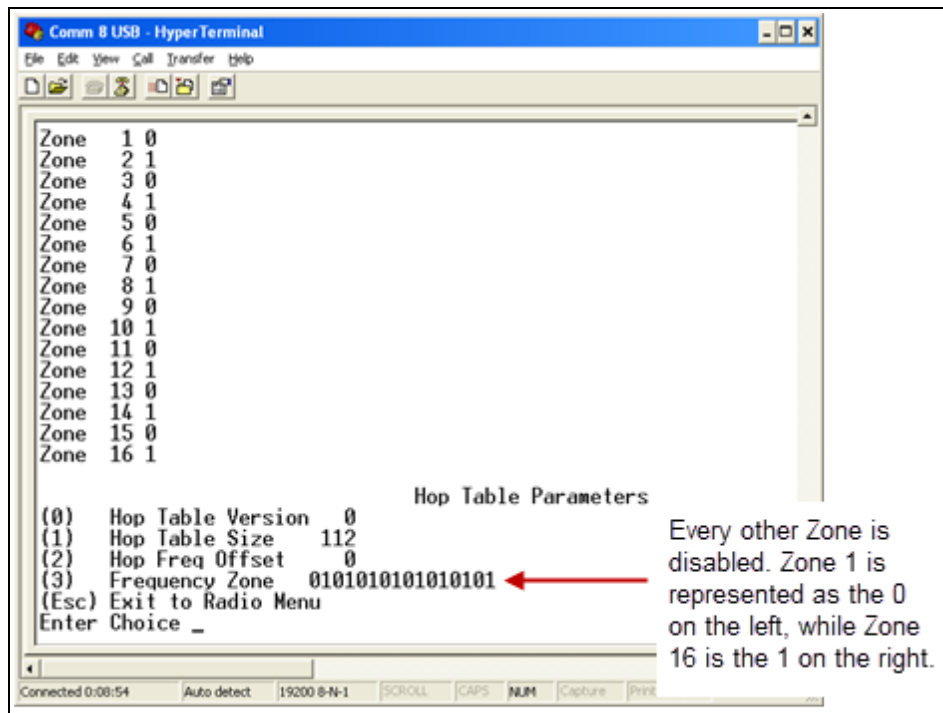 Comm 8 USB - HyperTerminal
File Edit View Call Transfer Help
Zone 1 0
Zone 2 1
Zone 3 0
Zone 4 1
Zone 5 0
Zone 6 1
Zone 7 0
Zone 8 1
Zone 9 0
Zone 10 1
Zone 11 0
Zone 12 1
Zone 13 0
Zone 14 1
Zone 15 0
Zone 16 1
Hop Table Parameters
(0) Hop Table Version 0
(1) Hop Table Size 112
(2) Hop Freq Offset 0
(3) Frequency Zone 0101010101010101
(Esc) Exit to Radio Menu
Enter Choice _
Every other Zone is
disabled. Zone 1 is
represented as the 0
on the left, while Zone
16 is the 1 on the right.
Connected 0:08:54 Auto detect 19200 8-N-1 SCROLL CAPS NUM Capture Print